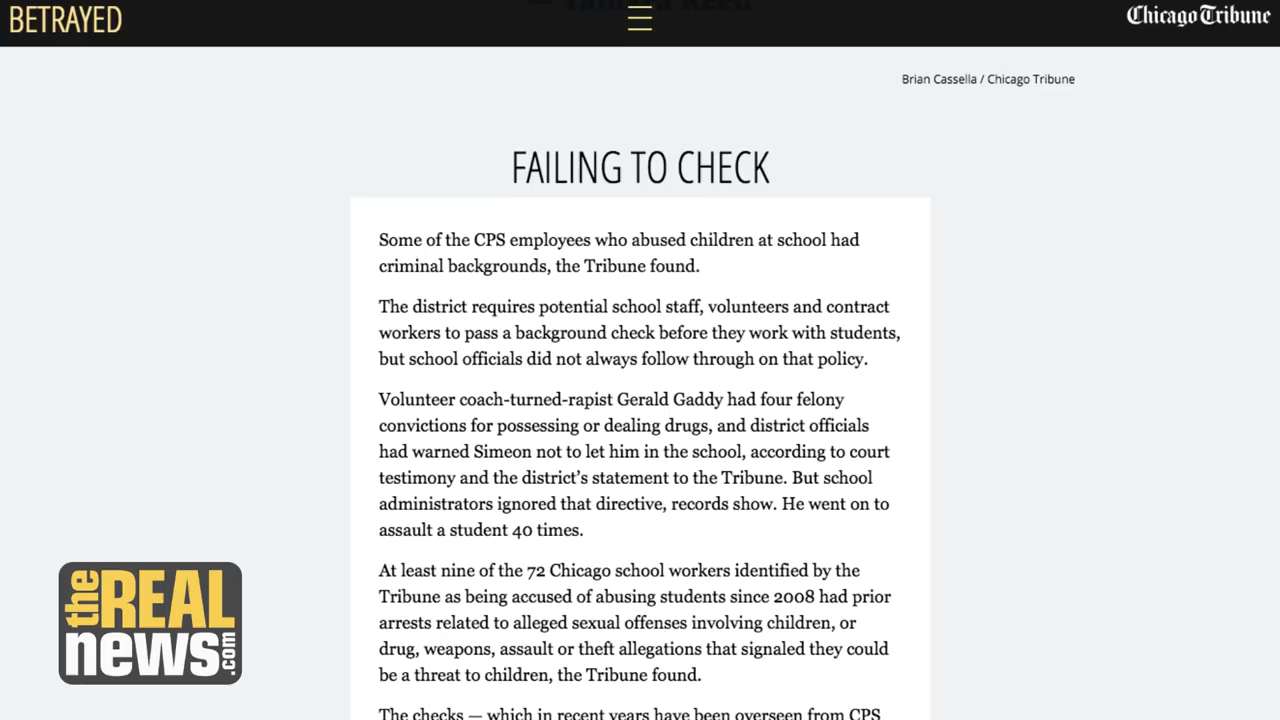 BETRAYED
Chicago Tribune
Brian Cassella / Chicago Tribune
FAILING TO CHECK
Some of the CPS employees who abused children at school had
criminal backgrounds, the Tribune found.
The district requires potential school staff, volunteers and contract
workers to pass a background check before they work with students,
but school officials did not always follow through on that policy.
Volunteer coach-turned-rapist Gerald Gaddy had four felony
convictions for possessing or dealing drugs, and district officials
had warned Simeon not to let him in the school, according to court
testimony and the district’s statement to the Tribune. But school
administrators ignored that directive, records show. He went on to
assault a student 40 times.
At least nine of the 72 Chicago school workers identified by the
Tribune as being accused of abusing students since 2008 had prior
arrests related to alleged sexual offenses involving children, or
drug, weapons, assault or theft allegations that signaled they could
be a threat to children, the Tribune found.
The checks — which in recent years have been overseen from CPS
the REAL
news.com